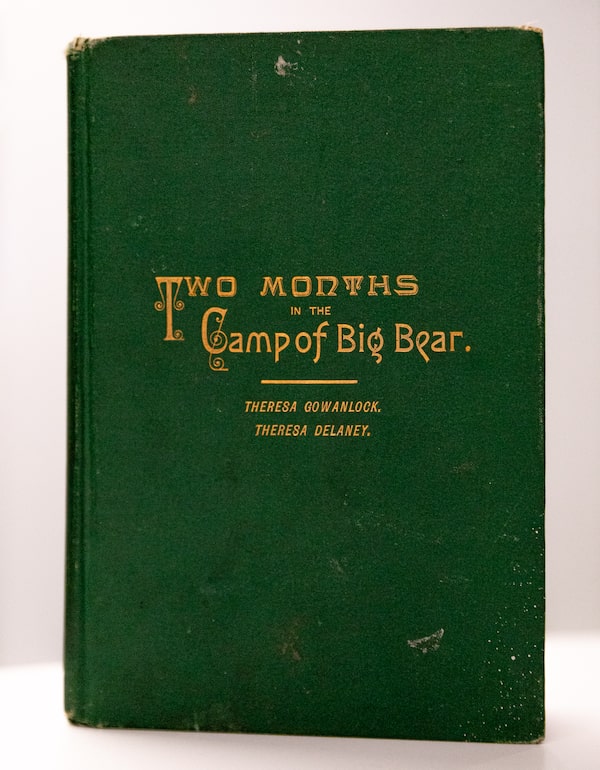 Two Months
in the
Camp of Big Bear.
THERESA GOWANLOCK.
THERESA DELANEY.